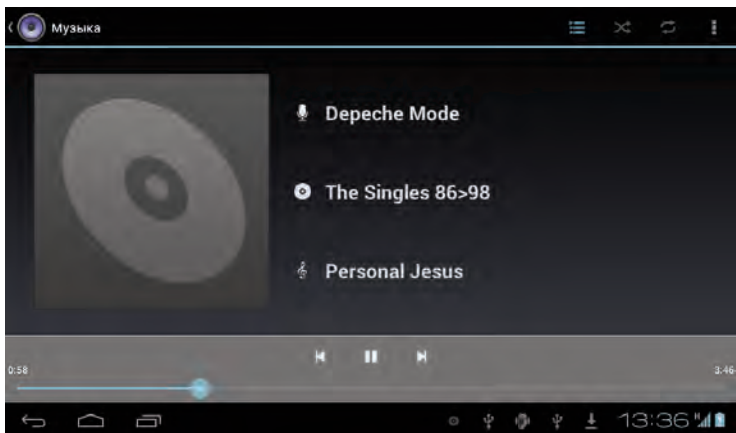 Музыка
Depeche Mode
The Singles 86>98
Personal Jesus
0:58
3:46
13:36
H